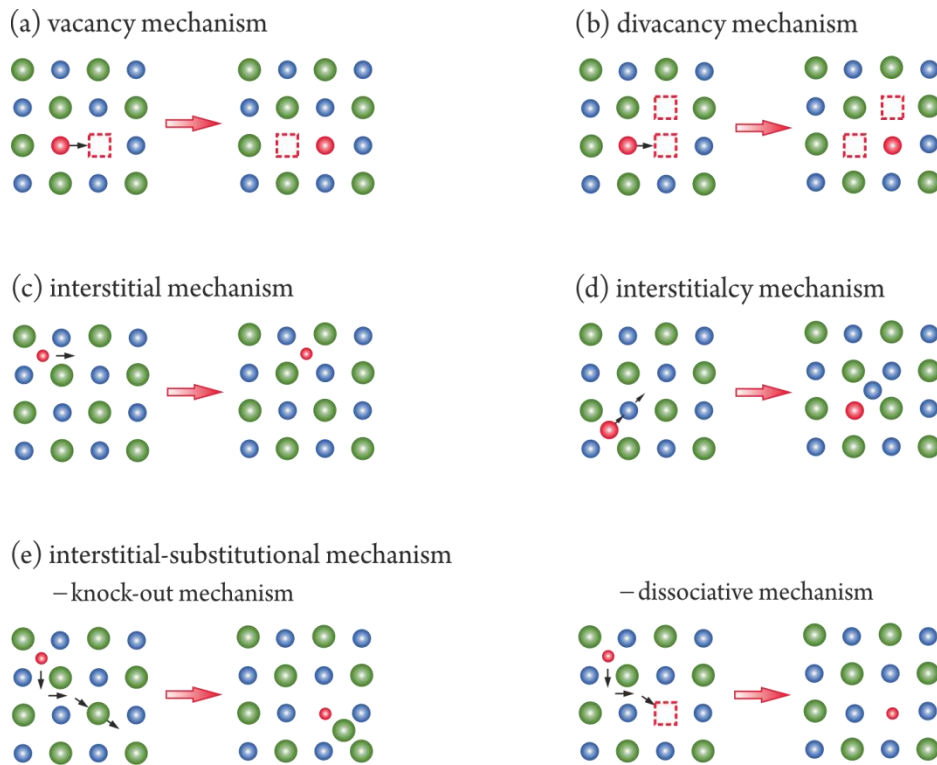 (a) vacancy mechanism
(b) divacancy mechanism
(c) interstitial mechanism
(d) interstitialcy mechanism
(e) interstitial-substitutional mechanism
–knock-out mechanism
–dissociative mechanism